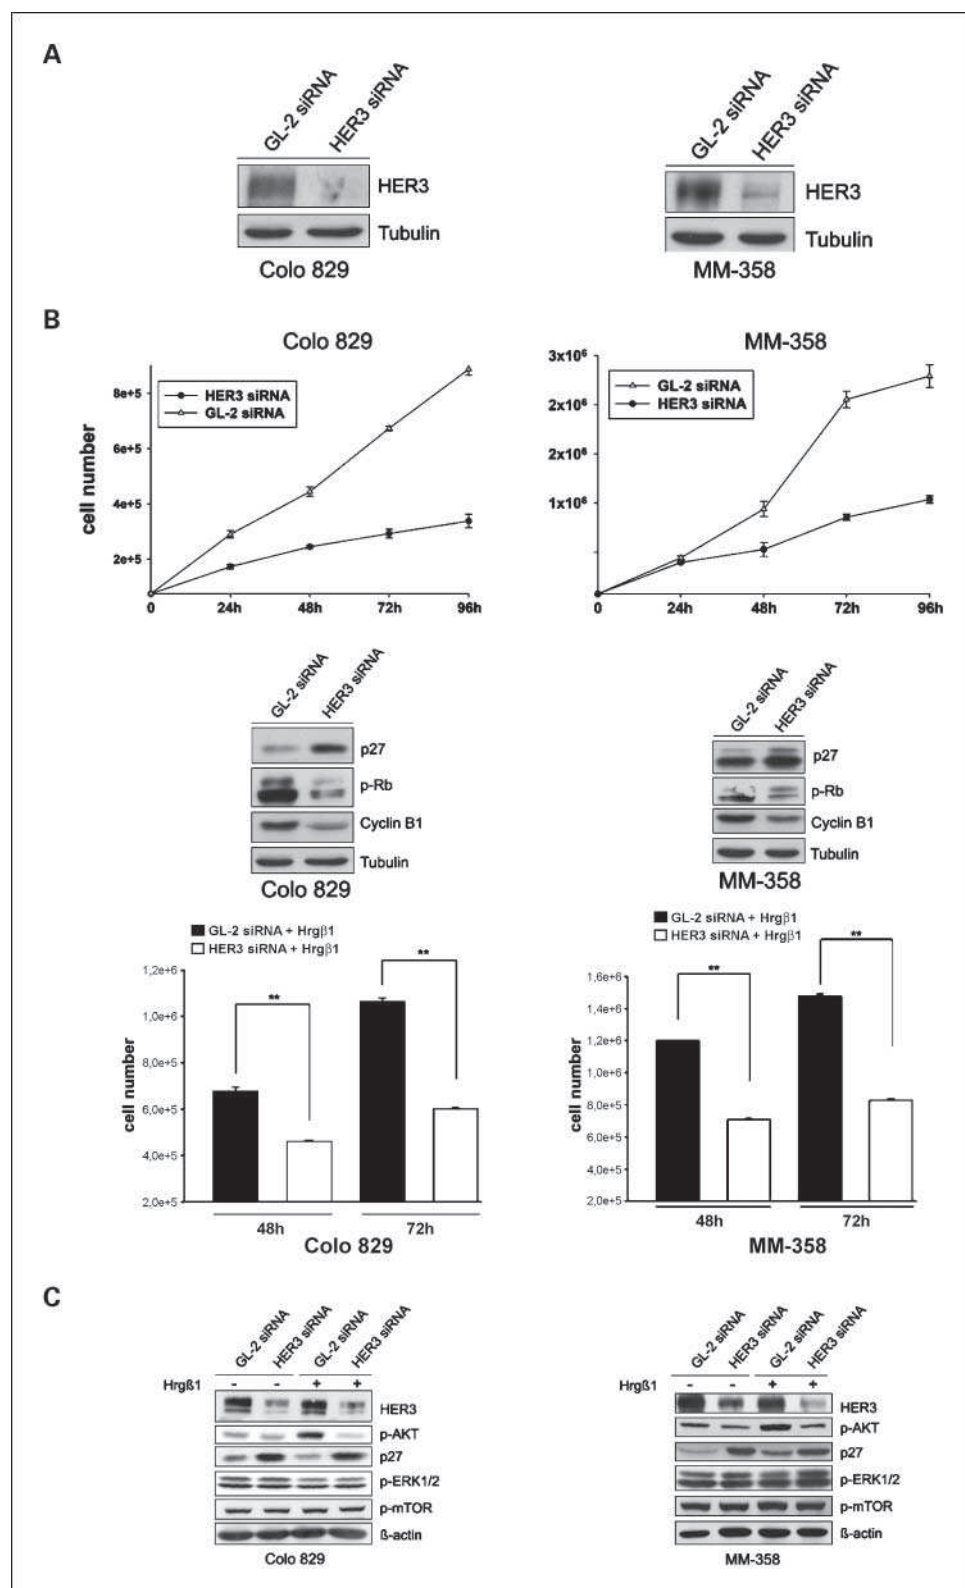 A
GL-2 siRNA HER3 siRNA
HER3
Tubulin
Colo 829
GL-2 siRNA HER3 siRNA
HER3
Tubulin
MM-358
B
Colo 829
HER3 siRNA
GL-2 siRNA
cell number
8e+5
6e+5
4e+5
2e+5
0 24h 48h 72h 96h
MM-358
GL-2 siRNA
HER3 siRNA
3x10⁶
2x10⁶
2x10⁶
1x10⁶
0 24h 48h 72h 96h
GL-2 siRNA HER3 siRNA
p27
p-Rb
Cyclin B1
Tubulin
Colo 829
GL-2 siRNA HER3 siRNA
p27
p-Rb
Cyclin B1
Tubulin
MM-358
GL-2 siRNA + Hrgβ1
HER3 siRNA + Hrgβ1
cell number
1,2e+6
1,0e+6
8,0e+5
6,0e+5
4,0e+5
2,0e+5
** **
48h 72h
Colo 829
GL-2 siRNA + Hrgβ1
HER3 siRNA + Hrgβ1
cell number
1,6e+6
1,4e+6
1,2e+6
1,0e+6
8,0e+5
6,0e+5
4,0e+5
2,0e+5
** **
48h 72h
MM-358
C
GL-2 siRNA HER3 siRNA GL-2 siRNA HER3 siRNA
Hrgß1 - - + +
HER3
p-AKT
p27
p-ERK1/2
p-mTOR
ß-actin
Colo 829
GL-2 siRNA HER3 siRNA GL-2 siRNA HER3 siRNA
Hrgß1 - - + +
HER3
p-AKT
p27
p-ERK1/2
p-mTOR
ß-actin
MM-358